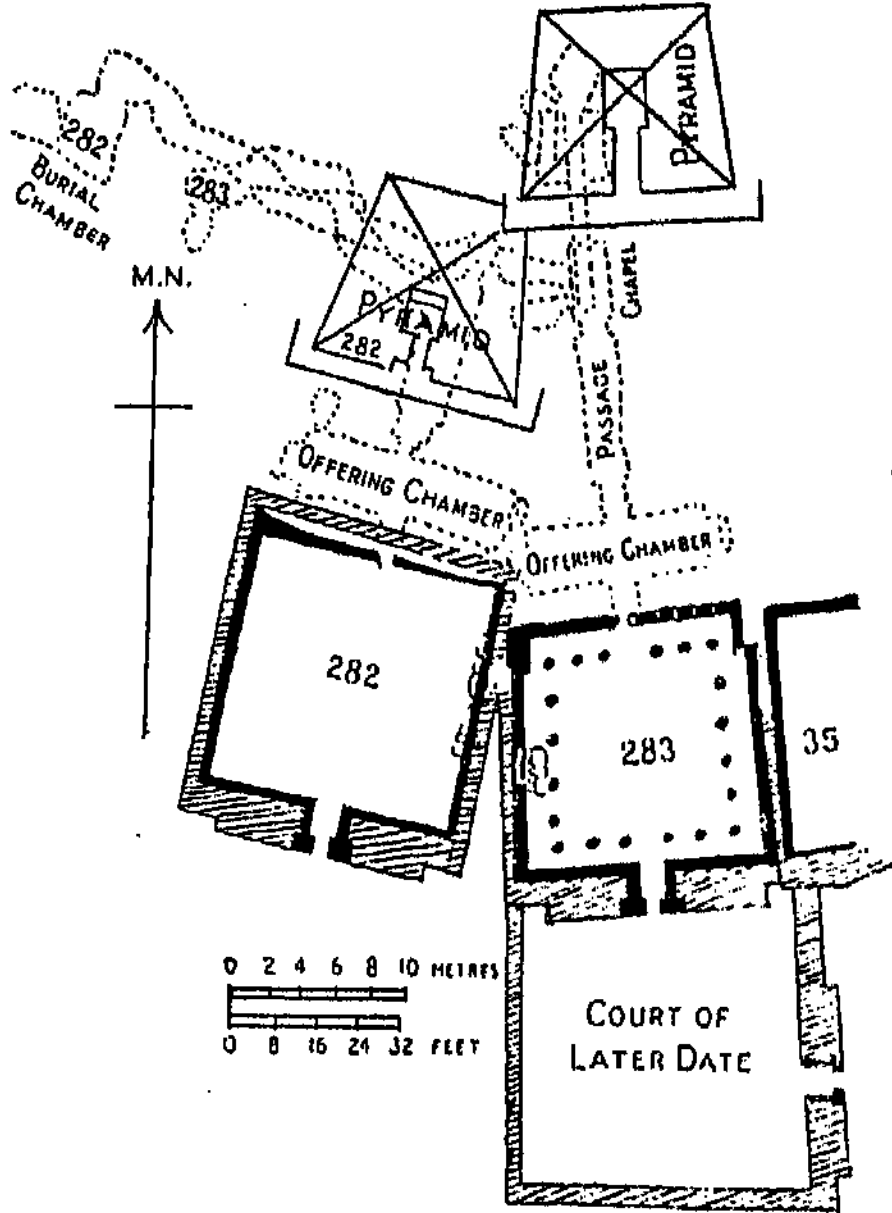 PYRAMID
282
BURIAL
CHAMBER
283
M.N.
CHAPEL
PYRAMID
282
PASSAGE
OFFERING CHAMBER
OFFERING CHAMBER
282
283
35
0 2 4 6 8 10 METRES
0 8 16 24 32 FEET
COURT OF
LATER DATE